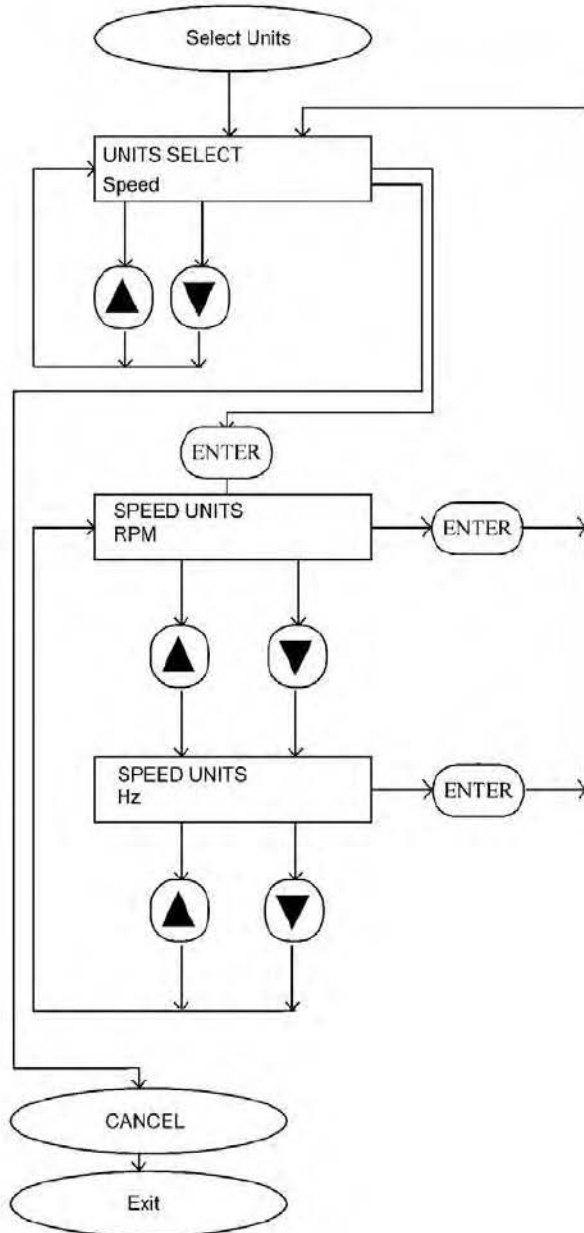 Select Units
UNITS SELECT
Speed
ENTER
SPEED UNITS
RPM
ENTER
SPEED UNITS
Hz
ENTER
CANCEL
Exit